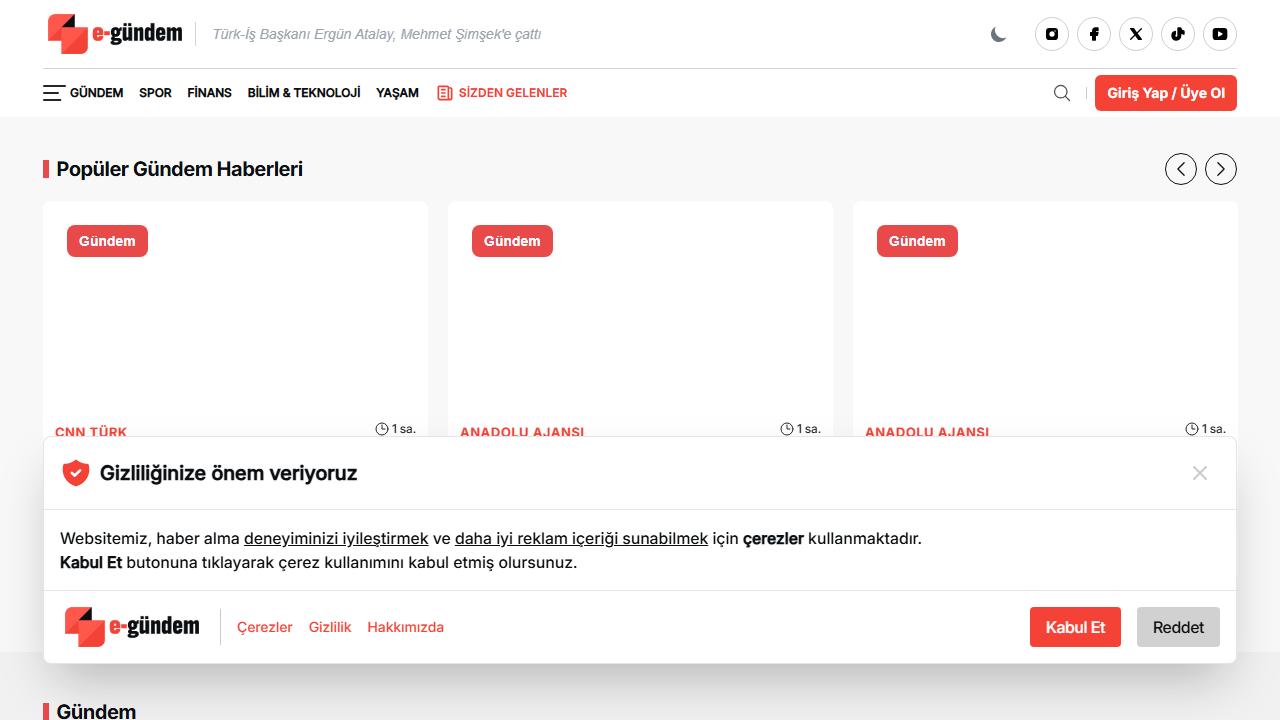 e-gündem
Türk-İş Başkanı Ergün Atalay, Mehmet Şimşek'e çattı
GÜNDEM
SPOR
FİNANS
BİLİM & TEKNOLOJİ
YAŞAM
SİZDEN GELENLER
Giriş Yap / Üye Ol
Popüler Gündem Haberleri
Gündem
Gündem
Gündem
CNN TÜRK
1 sa.
ANADOLU AJANSI
1 sa.
ANADOLU AJANSI
1 sa.
Gizliliğinize önem veriyoruz
Websitemiz, haber alma deneyiminizi iyileştirmek ve daha iyi reklam içeriği sunabilmek için çerezler kullanmaktadır.
Kabul Et butonuna tıklayarak çerez kullanımını kabul etmiş olursunuz.
e-gündem
Çerezler
Gizlilik
Hakkımızda
Kabul Et
Reddet
Gündem